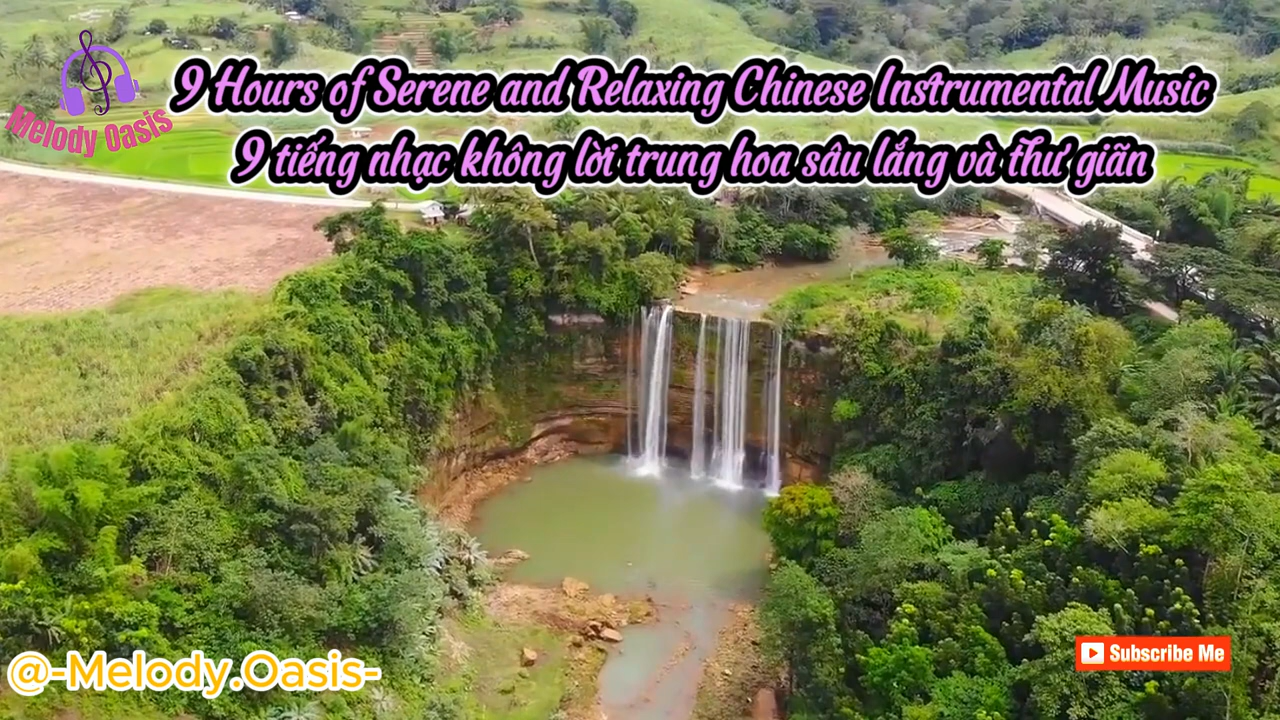 9 Hours of Serene and Relaxing Chinese Instrumental Music
9 tiếng nhạc không lời trung hoa sâu lắng và thư giãn
Melody Oasis
@-Melody.Oasis-
Subscribe Me